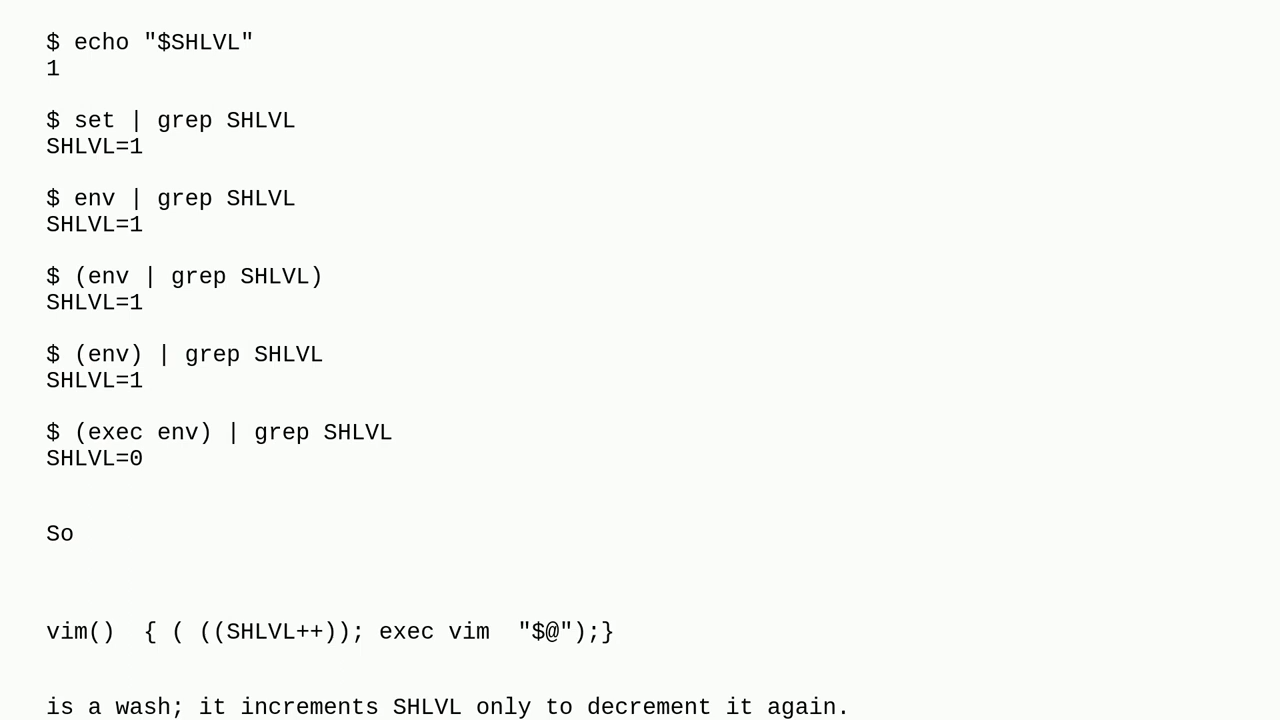 $ echo "$SHLVL"
1
$ set | grep SHLVL
SHLVL=1
$ env | grep SHLVL
SHLVL=1
$ (env | grep SHLVL)
SHLVL=1
$ (env) | grep SHLVL
SHLVL=1
$ (exec env) | grep SHLVL
SHLVL=0
So
vim()  { ( ((SHLVL++)); exec vim  "$@");}
is a wash; it increments SHLVL only to decrement it again.